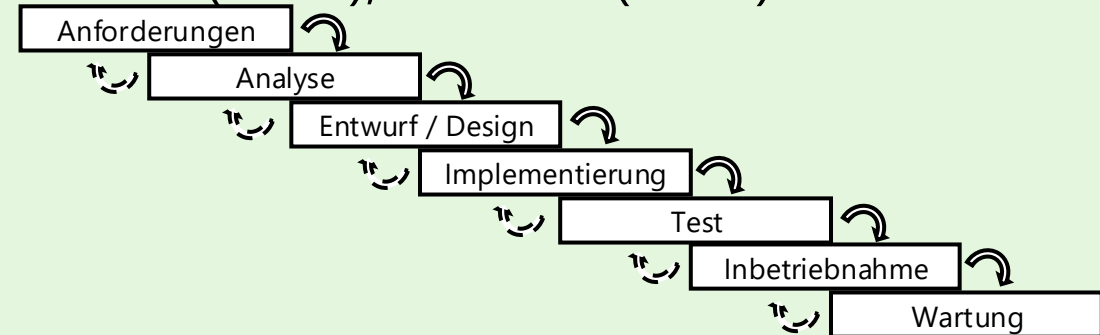 Anforderungen
Analyse
Entwurf / Design
Implementierung
Test
Inbetriebnahme
Wartung